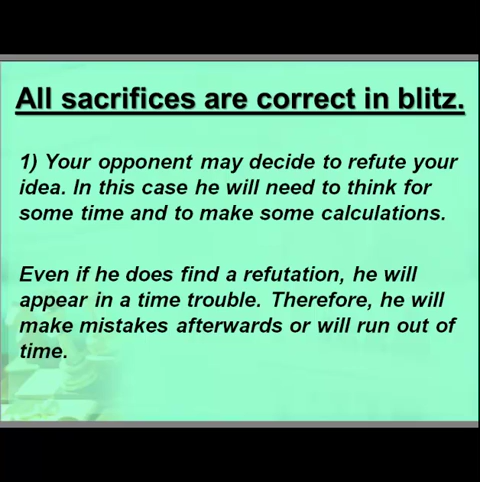 All sacrifices are correct in blitz.
1) Your opponent may decide to refute your
idea. In this case he will need to think for
some time and to make some calculations.
Even if he does find a refutation, he will
appear in a time trouble. Therefore, he will
make mistakes afterwards or will run out of
time.